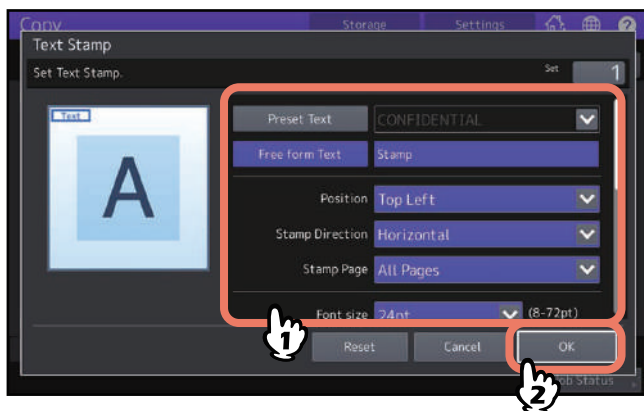 Copy Storage Settings
Text Stamp
Set Text Stamp. Set 1
Text
A
Preset Text CONFIDENTIAL
Free form Text Stamp
Position Top Left
Stamp Direction Horizontal
Stamp Page All Pages
Font size 24pt (8-72pt)
1
Reset Cancel OK
2
Job Status